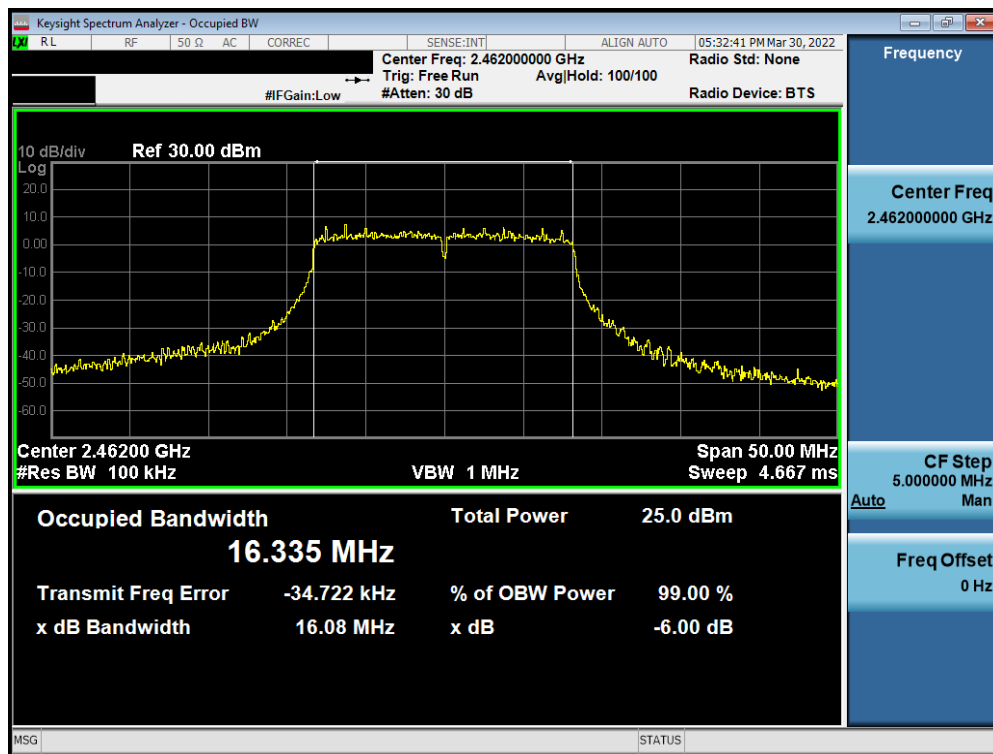 Keysight Spectrum Analyzer - Occupied BW
LXI RL RF 50 Ω AC CORREC SENSE:INT ALIGN AUTO 05:32:41 PM Mar 30, 2022
Center Freq: 2.462000000 GHz Radio Std: None
Trig: Free Run Avg|Hold: 100/100
#IFGain:Low #Atten: 30 dB Radio Device: BTS
Frequency
10 dB/div Ref 30.00 dBm
Log
20.0
10.0
0.00
-10.0
-20.0
-30.0
-40.0
-50.0
-60.0
Center 2.46200 GHz Span 50.00 MHz
#Res BW 100 kHz VBW 1 MHz Sweep 4.667 ms
Occupied Bandwidth Total Power 25.0 dBm
16.335 MHz
Transmit Freq Error -34.722 kHz % of OBW Power 99.00 %
x dB Bandwidth 16.08 MHz x dB -6.00 dB
Center Freq
2.462000000 GHz
CF Step
5.000000 MHz
Auto Man
Freq Offset
0 Hz
MSG STATUS